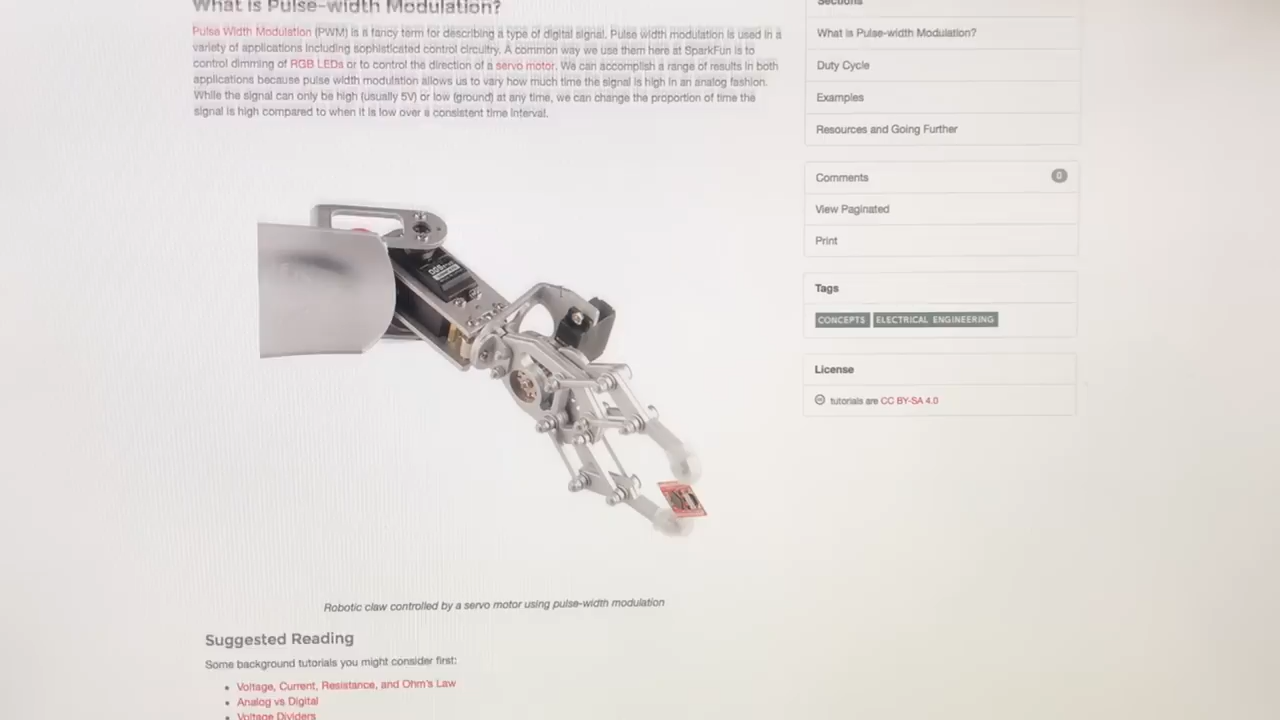 What is Pulse-width Modulation?
Pulse Width Modulation (PWM) is a fancy term for describing a type of digital signal. Pulse width modulation is used in a
variety of applications including sophisticated control circuitry. A common way we use them here at SparkFun is to
control dimming of RGB LEDs or to control the direction of a servo motor. We can accomplish a range of results in both
applications because pulse width modulation allows us to vary how much time the signal is high in an analog fashion.
While the signal can only be high (usually 5V) or low (ground) at any time, we can change the proportion of time the
signal is high compared to when it is low over a consistent time interval.
Robotic claw controlled by a servo motor using pulse-width modulation
Suggested Reading
Some background tutorials you might consider first:
Voltage, Current, Resistance, and Ohm's Law
Analog vs Digital
Voltage Dividers
Sections
What is Pulse-width Modulation?
Duty Cycle
Examples
Resources and Going Further
Comments 0
View Paginated
Print
Tags
CONCEPTS ELECTRICAL ENGINEERING
License
tutorials are CC BY-SA 4.0